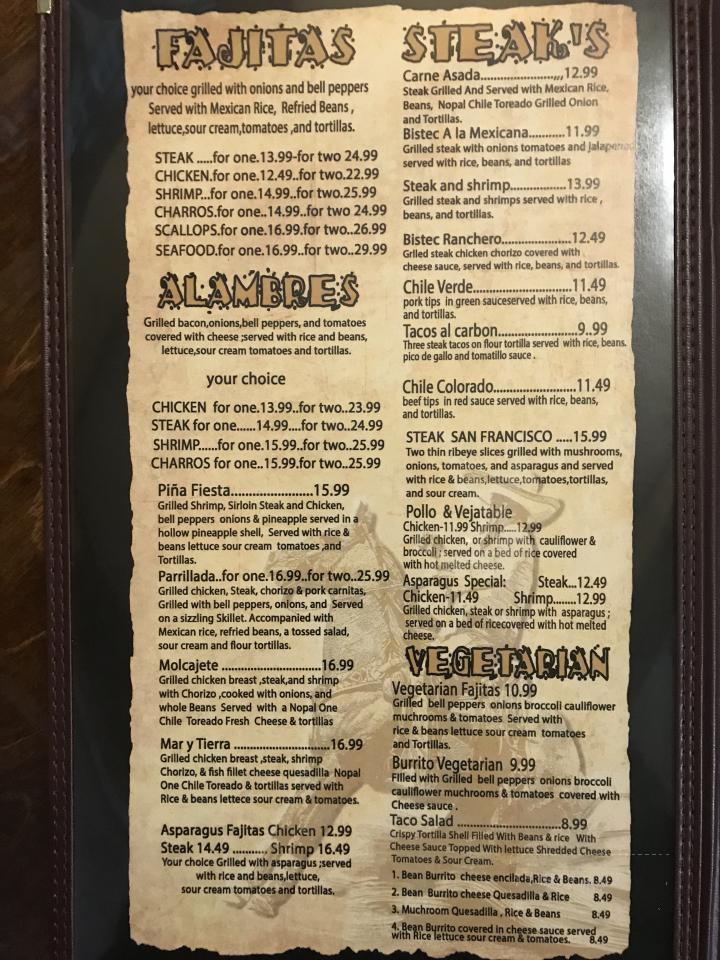 FAJITAS
your choice grilled with onions and bell peppers
Served with Mexican Rice, Refried Beans ,
lettuce,sour cream,tomatoes ,and tortillas.
STEAK .....for one.13.99-for two 24.99
CHICKEN.for one.12.49..for two.22.99
SHRIMP...for one.14.99..for two.25.99
CHARROS.for one..14.99..for two 24.99
SCALLOPS.for one.16.99.for two..26.99
SEAFOOD.for one.16.99..for two..29.99
ALAMBRES
Grilled bacon,onions,bell peppers, and tomatoes
covered with cheese ;served with rice and beans,
lettuce,sour cream tomatoes and tortillas.
your choice
CHICKEN for one.13.99..for two..23.99
STEAK for one......14.99....for two..24.99
SHRIMP......for one.15.99..for two..25.99
CHARROS for one..15.99.for two..25.99
Piña Fiesta........................15.99
Grilled Shrimp, Sirloin Steak and Chicken,
bell peppers onions & pineapple served in a
hollow pineapple shell, Served with rice &
beans lettuce sour cream tomatoes ,and
Tortillas.
Parrillada..for one.16.99..for two..25.99
Grilled chicken, Steak, chorizo & pork carnitas,
Grilled with bell peppers, onions, and Served
on a sizzling Skillet. Accompanied with
Mexican rice, refried beans, a tossed salad,
sour cream and flour tortillas.
Molcajete .............................16.99
Grilled chicken breast ,steak,and shrimp
with Chorizo ,cooked with onions, and
whole Beans Served with a Nopal One
Chile Toreado Fresh Cheese & tortillas
Mar y Tierra ............................16.99
Grilled chicken breast ,steak, shrimp
Chorizo, & fish fillet cheese quesadilla Nopal
One Chile Toreado & tortillas served with
Rice & beans lettece sour cream & tomatoes.
Asparagus Fajitas Chicken 12.99
Steak 14.49 ........... Shrimp 16.49
Your choice Grilled with asparagus ;served
with rice and beans,lettuce,
sour cream tomatoes and tortillas.
STEAK'S
Carne Asada........................,,,12.99
Steak Grilled And Served with Mexican Rice,
Beans, Nopal Chile Toreado Grilled Onion
and Tortillas.
Bistec A la Mexicana...........11.99
Grilled steak with onions tomatoes and jalapenos
served with rice, beans, and tortillas
Steak and shrimp................13.99
Grilled steak and shrimps served with rice ,
beans, and tortillas.
Bistec Ranchero....................12.49
Grlled steak chicken chorizo covered with
cheese sauce, served with rice, beans, and tortillas.
Chile Verde.............................11.49
pork tips in green sauceserved with rice, beans,
and tortillas.
Tacos al carbon.......................9..99
Three steak tacos on flour tortilla served with rice, beans.
pico de gallo and tomatillo sauce .
Chile Colorado........................11.49
beef tips in red sauce served with rice, beans,
and tortillas.
STEAK SAN FRANCISCO .....15.99
Two thin ribeye slices grilled with mushrooms,
onions, tomatoes, and asparagus and served
with rice & beans,lettuce,tomatoes,tortillas,
and sour cream.
Pollo & Vejatable
Chicken-11.99 Shrimp.....12.99
Grilled chicken, or shrimp with cauliflower &
broccoli ; served on a bed of rice covered
with hot melted cheese.
Asparagus Special: Steak...12.49
Chicken-11.49 Shrimp........12.99
Grilled chicken, steak or shrimp with asparagus ;
served on a bed of ricecovered with hot melted
cheese.
VEGETARIAN
Vegetarian Fajitas 10.99
Grilled bell peppers onions broccoli cauliflower
muchrooms & tomatoes Served with
rice & beans lettuce sour cream tomatoes
and Tortillas.
Burrito Vegetarian 9.99
FIlled with Grilled bell peppers onions broccoli
cauliflower muchrooms & tomatoes covered with
Cheese sauce .
Taco Salad ..............................8.99
Crispy Tortilla Shell Filled With Beans & rice With
Cheese Sauce Topped With lettuce Shredded Cheese
Tomatoes & Sour Cream.
1. Bean Burrito cheese encilada,Rice & Beans. 8.49
2. Bean Burrito cheese Quesadilla & Rice 8.49
3. Muchroom Quesadilla , Rice & Beans 8.49
4. Bean Burrito covered in cheese sauce served
with Rice lettuce sour cream & tomatoes. 8.49